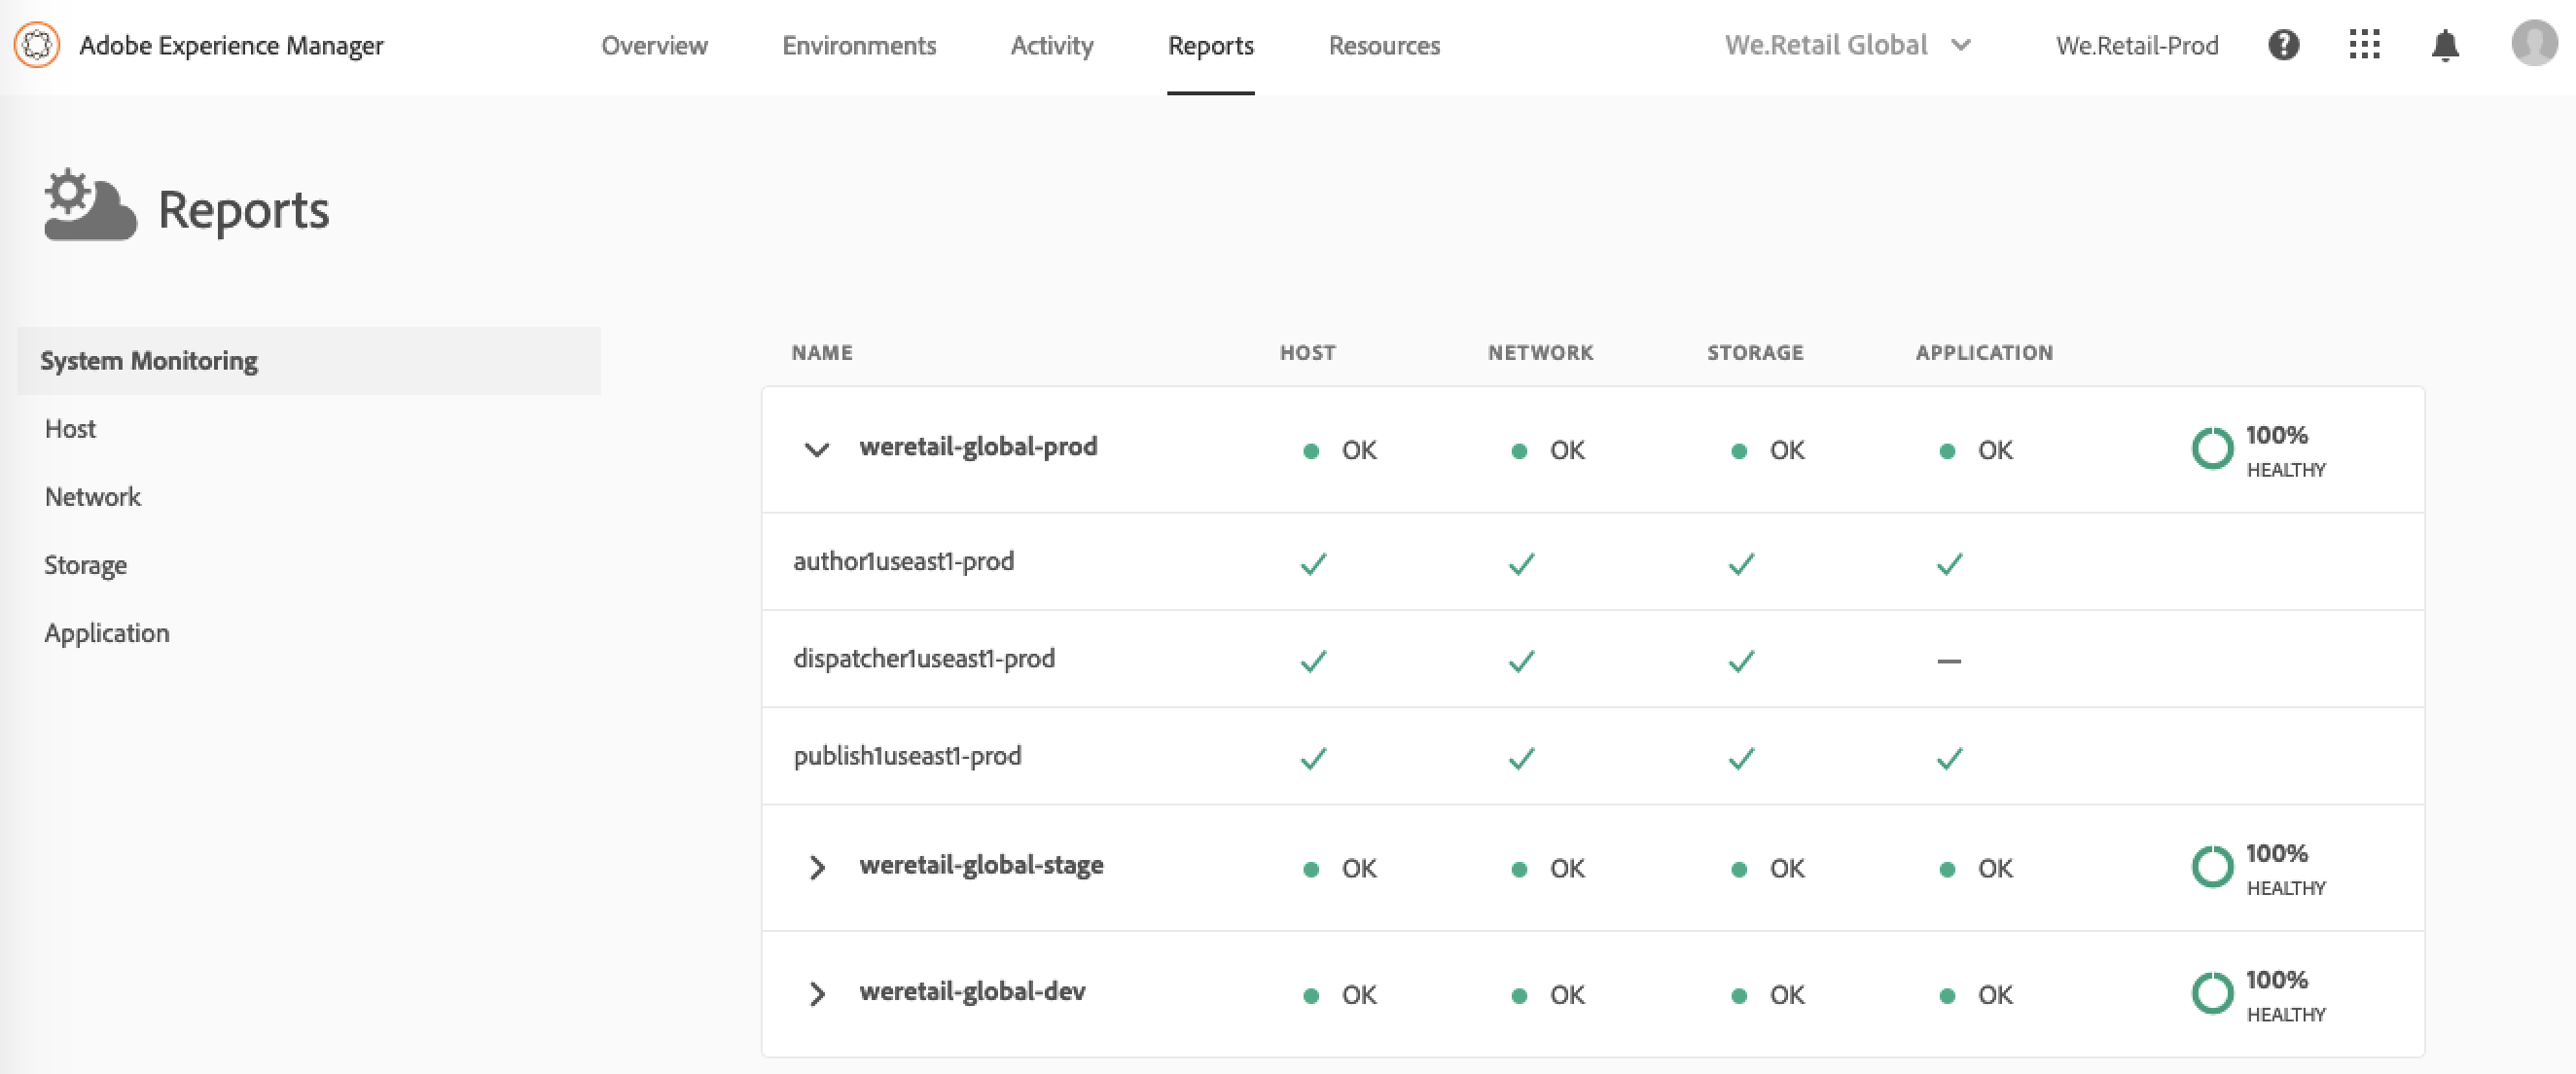 Adobe Experience Manager Overview Environments Activity Reports Resources We.Retail Global We.Retail-Prod
Reports
System Monitoring
Host
Network
Storage
Application
NAME HOST NETWORK STORAGE APPLICATION
weretail-global-prod OK OK OK OK 100% HEALTHY
author1useast1-prod
dispatcher1useast1-prod
publish1useast1-prod
weretail-global-stage OK OK OK OK 100% HEALTHY
weretail-global-dev OK OK OK OK 100% HEALTHY